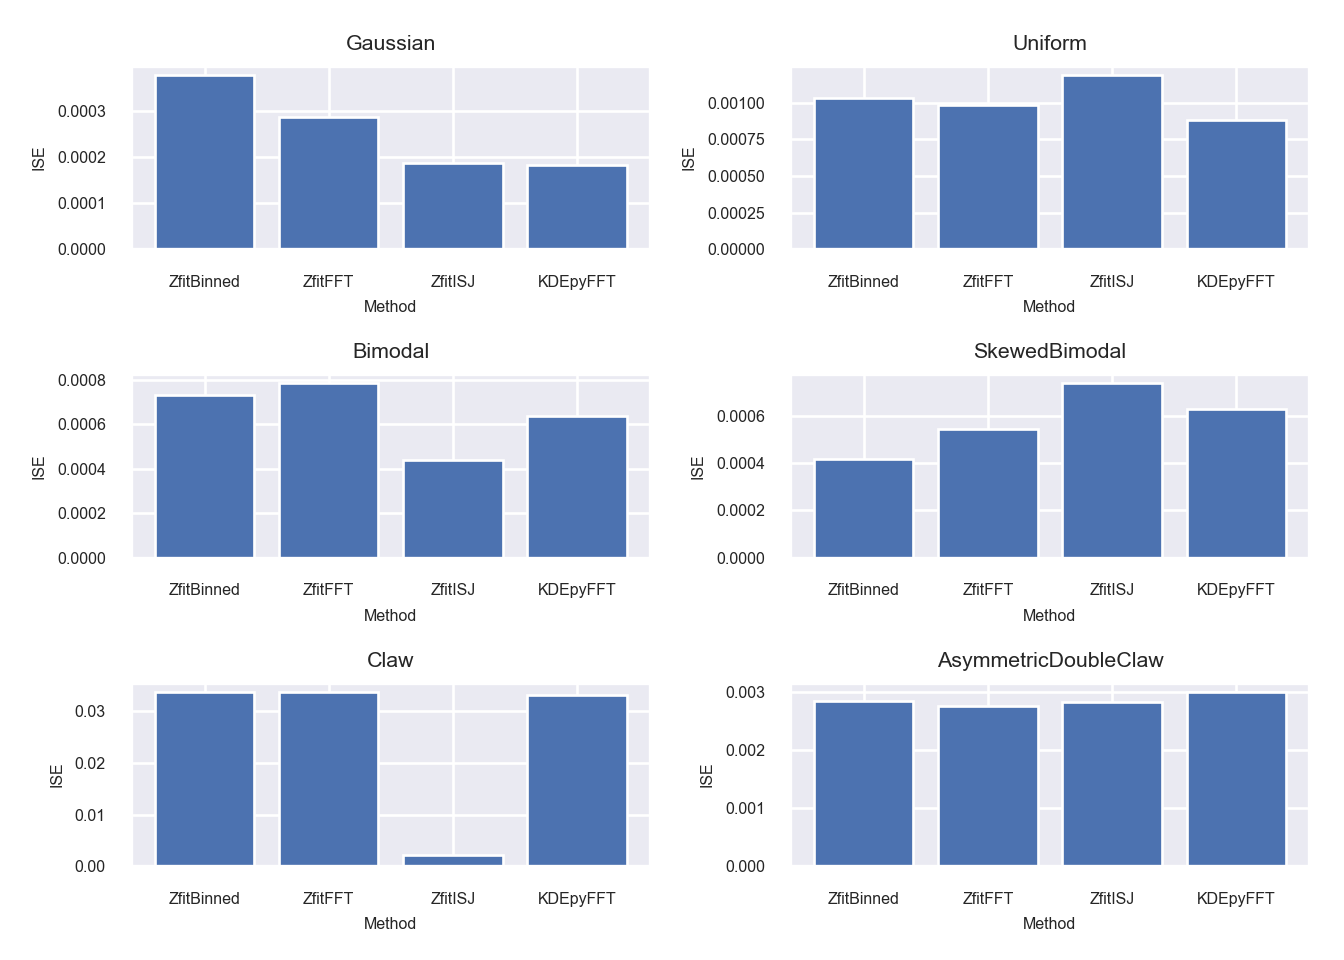 Gaussian
0.0003
0.0002
0.0001
0.0000
ISE
ZfitBinned ZfitFFT ZfitISJ KDEpyFFT
Method
Uniform
0.00100
0.00075
0.00050
0.00025
0.00000
ISE
ZfitBinned ZfitFFT ZfitISJ KDEpyFFT
Method
Bimodal
0.0008
0.0006
0.0004
0.0002
0.0000
ISE
ZfitBinned ZfitFFT ZfitISJ KDEpyFFT
Method
SkewedBimodal
0.0006
0.0004
0.0002
0.0000
ISE
ZfitBinned ZfitFFT ZfitISJ KDEpyFFT
Method
Claw
0.03
0.02
0.01
0.00
ISE
ZfitBinned ZfitFFT ZfitISJ KDEpyFFT
Method
AsymmetricDoubleClaw
0.003
0.002
0.001
0.000
ISE
ZfitBinned ZfitFFT ZfitISJ KDEpyFFT
Method